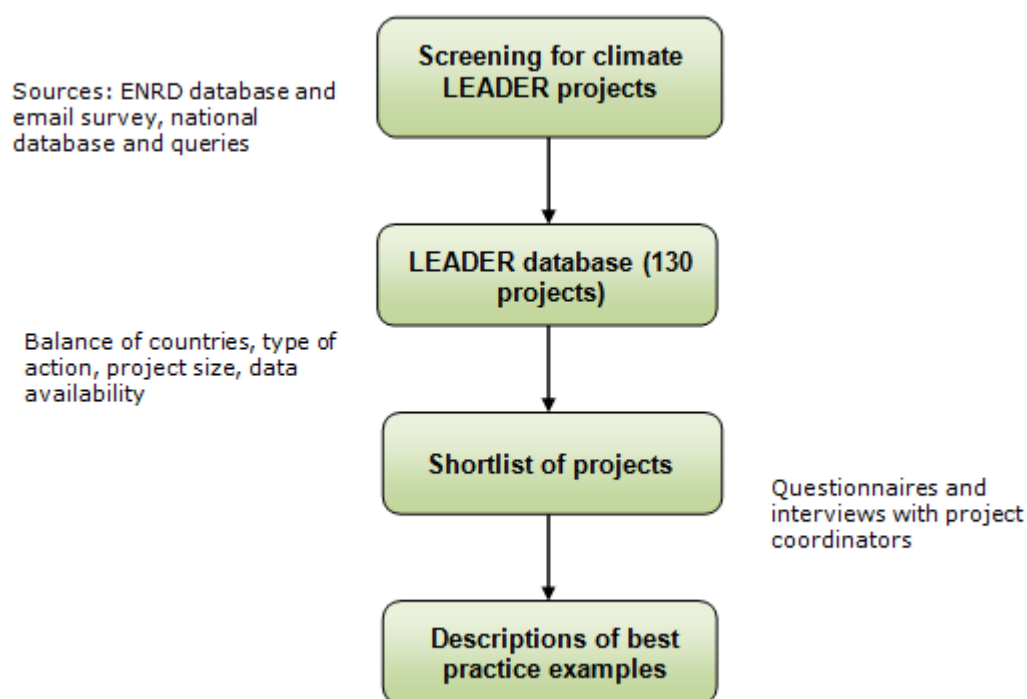 Screening for climate
LEADER projects
Sources: ENRD database and
email survey, national
database and queries
LEADER database (130
projects)
Balance of countries, type of
action, project size, data
availability
Shortlist of projects
Questionnaires and
interviews with project
coordinators
Descriptions of best
practice examples